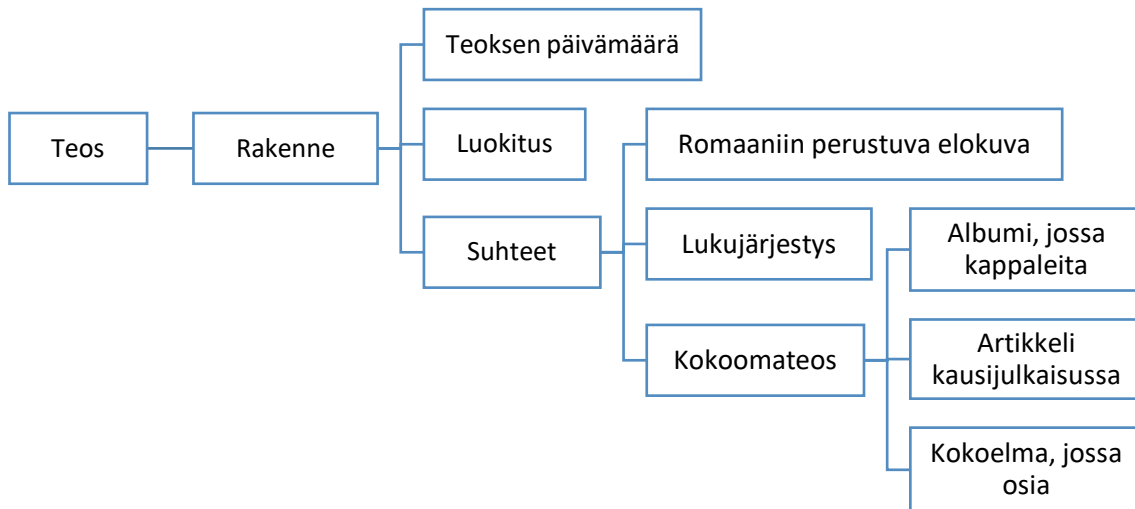 Teoksen päivämäärä
Teos
Rakenne
Luokitus
Romaaniin perustuva elokuva
Suhteet
Lukujärjestys
Albumi, jossa
kappaleita
Kokoomateos
Artikkeli
kausijulkaisussa
Kokoelma, jossa
osia